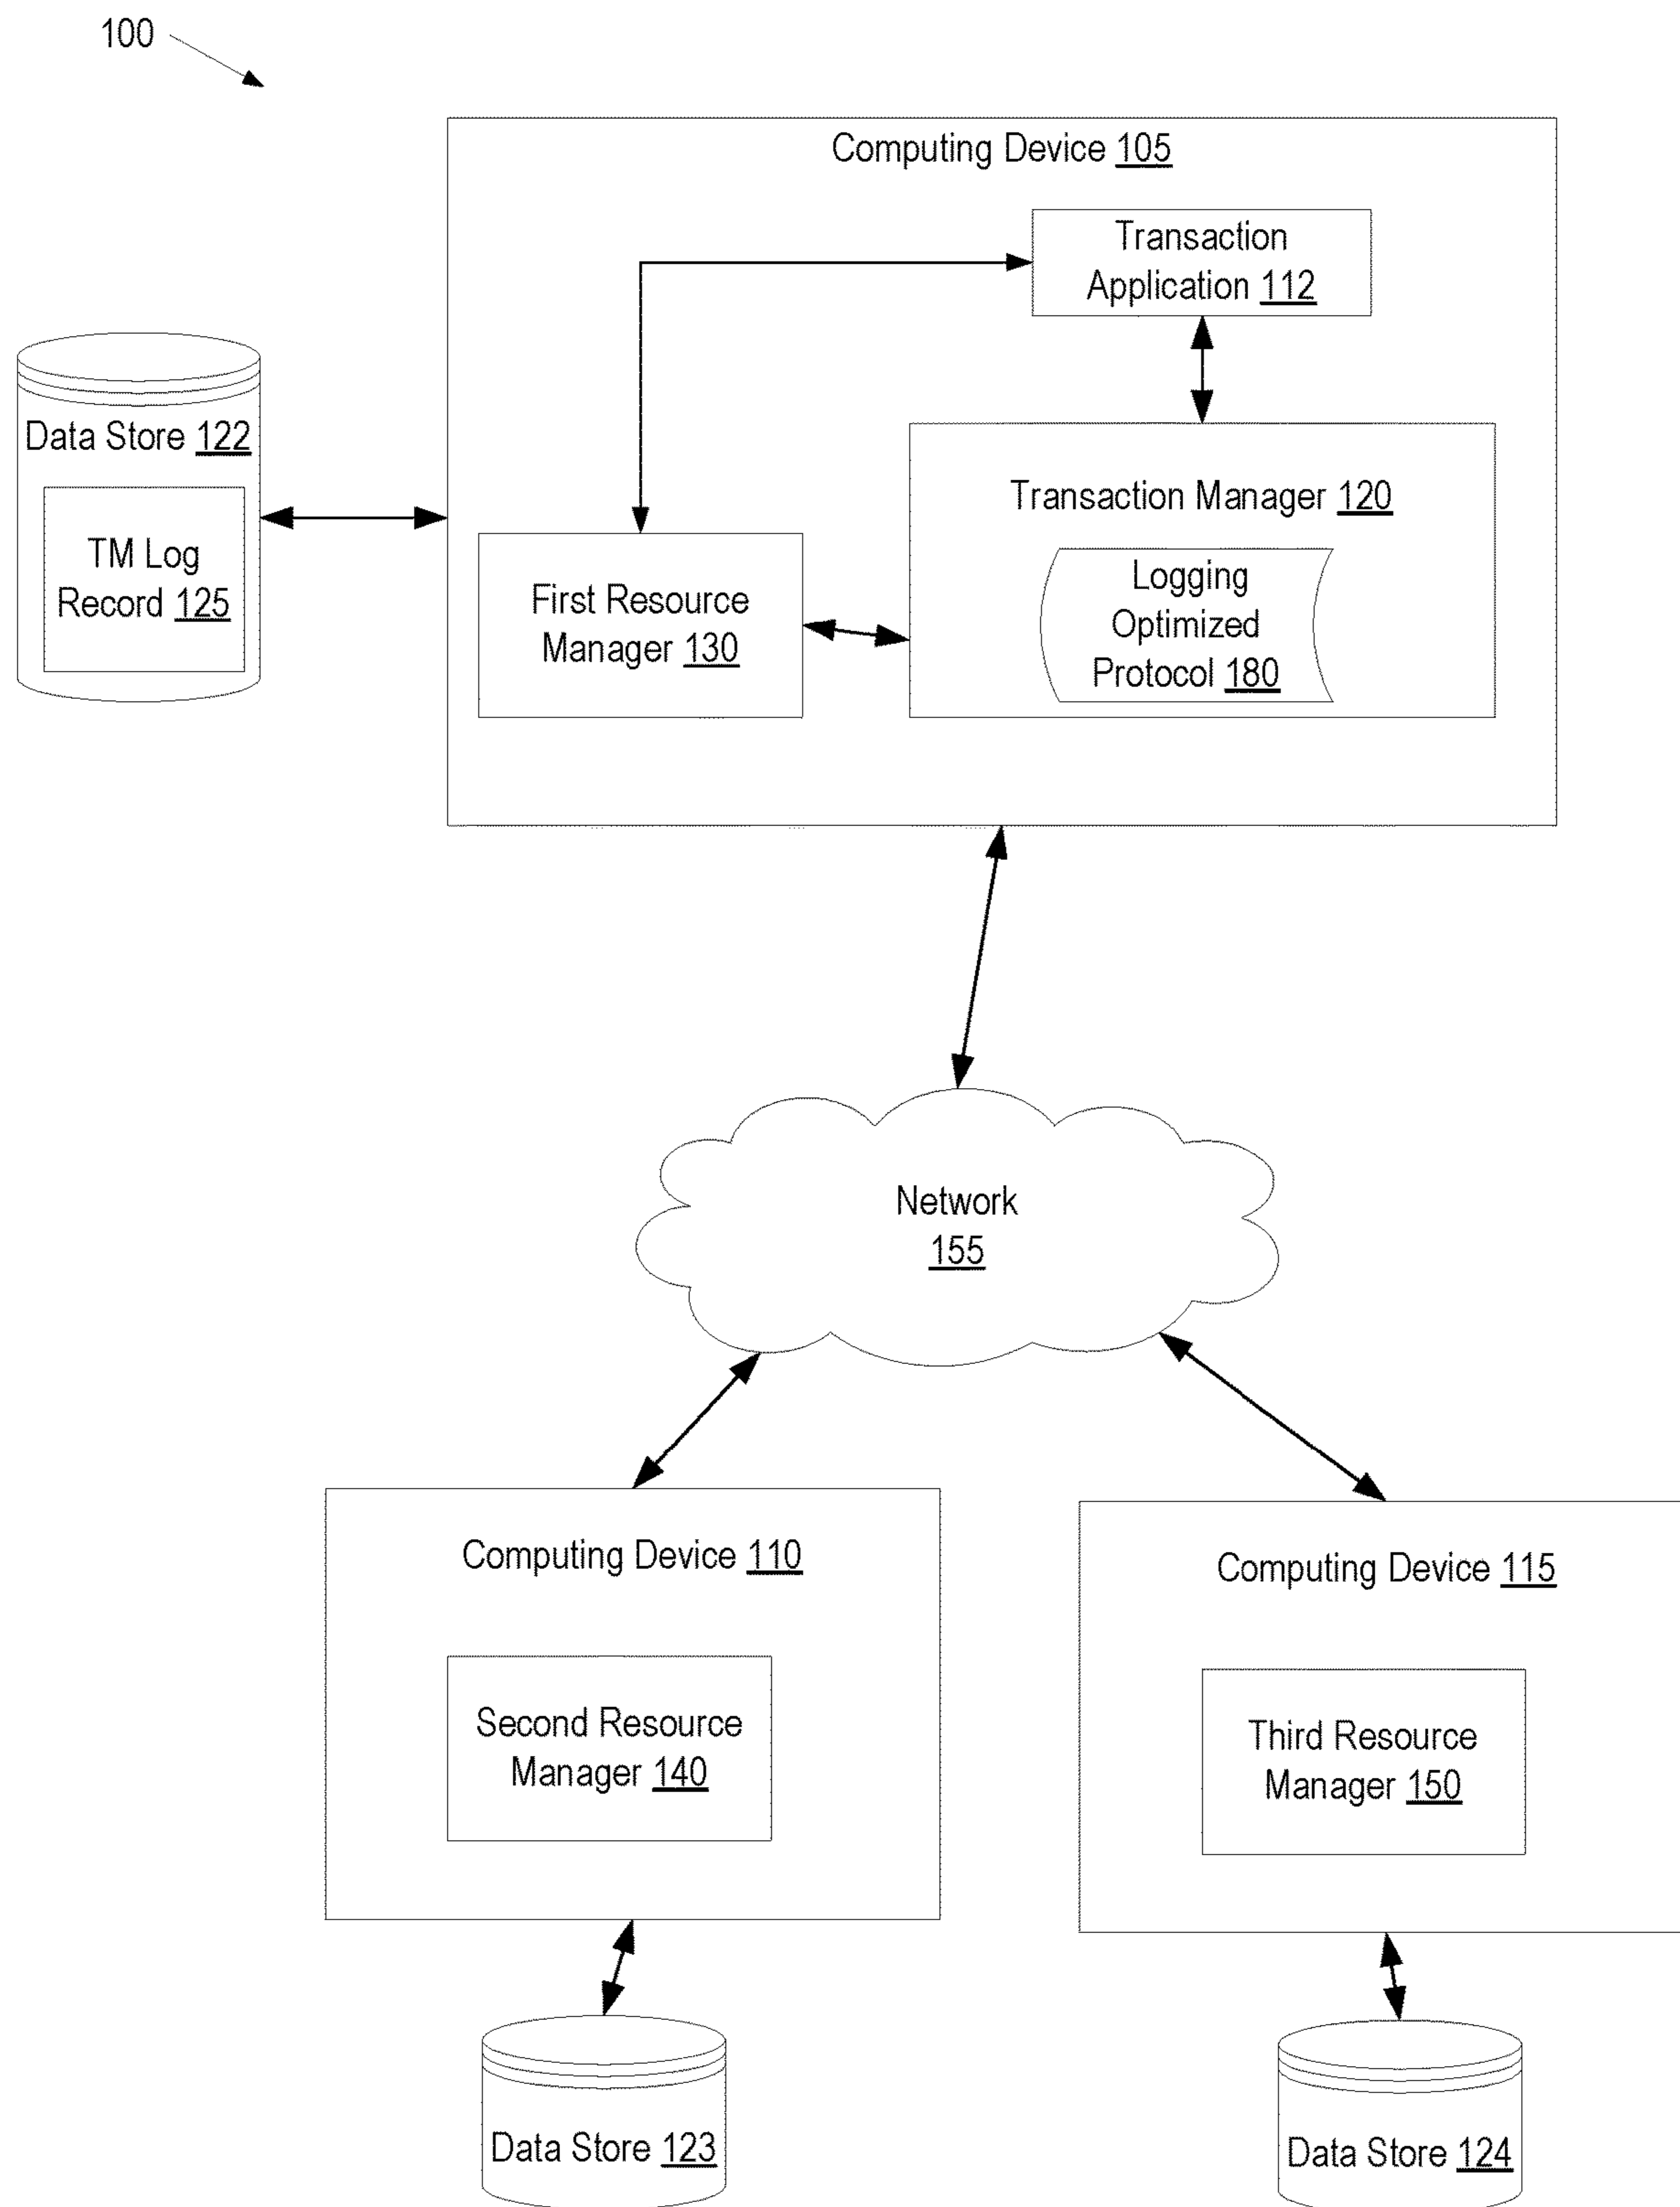 100
Computing Device 105
Transaction
Application 112
Data Store 122
TM Log
Record 125
Transaction Manager 120
Logging
Optimized
Protocol 180
First Resource
Manager 130
Network
155
Computing Device 110
Second Resource
Manager 140
Computing Device 115
Third Resource
Manager 150
Data Store 123
Data Store 124